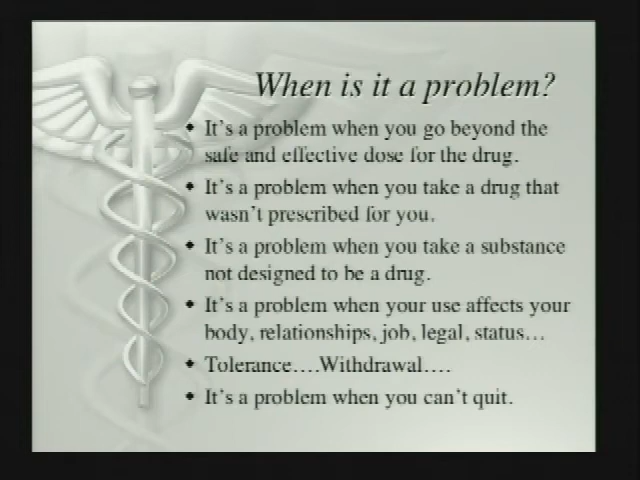 When is it a problem?
It's a problem when you go beyond the
safe and effective dose for the drug.
It's a problem when you take a drug that
wasn't prescribed for you.
It's a problem when you take a substance
not designed to be a drug.
It's a problem when your use affects your
body, relationships, job, legal, status…
Tolerance….Withdrawal….
It's a problem when you can't quit.